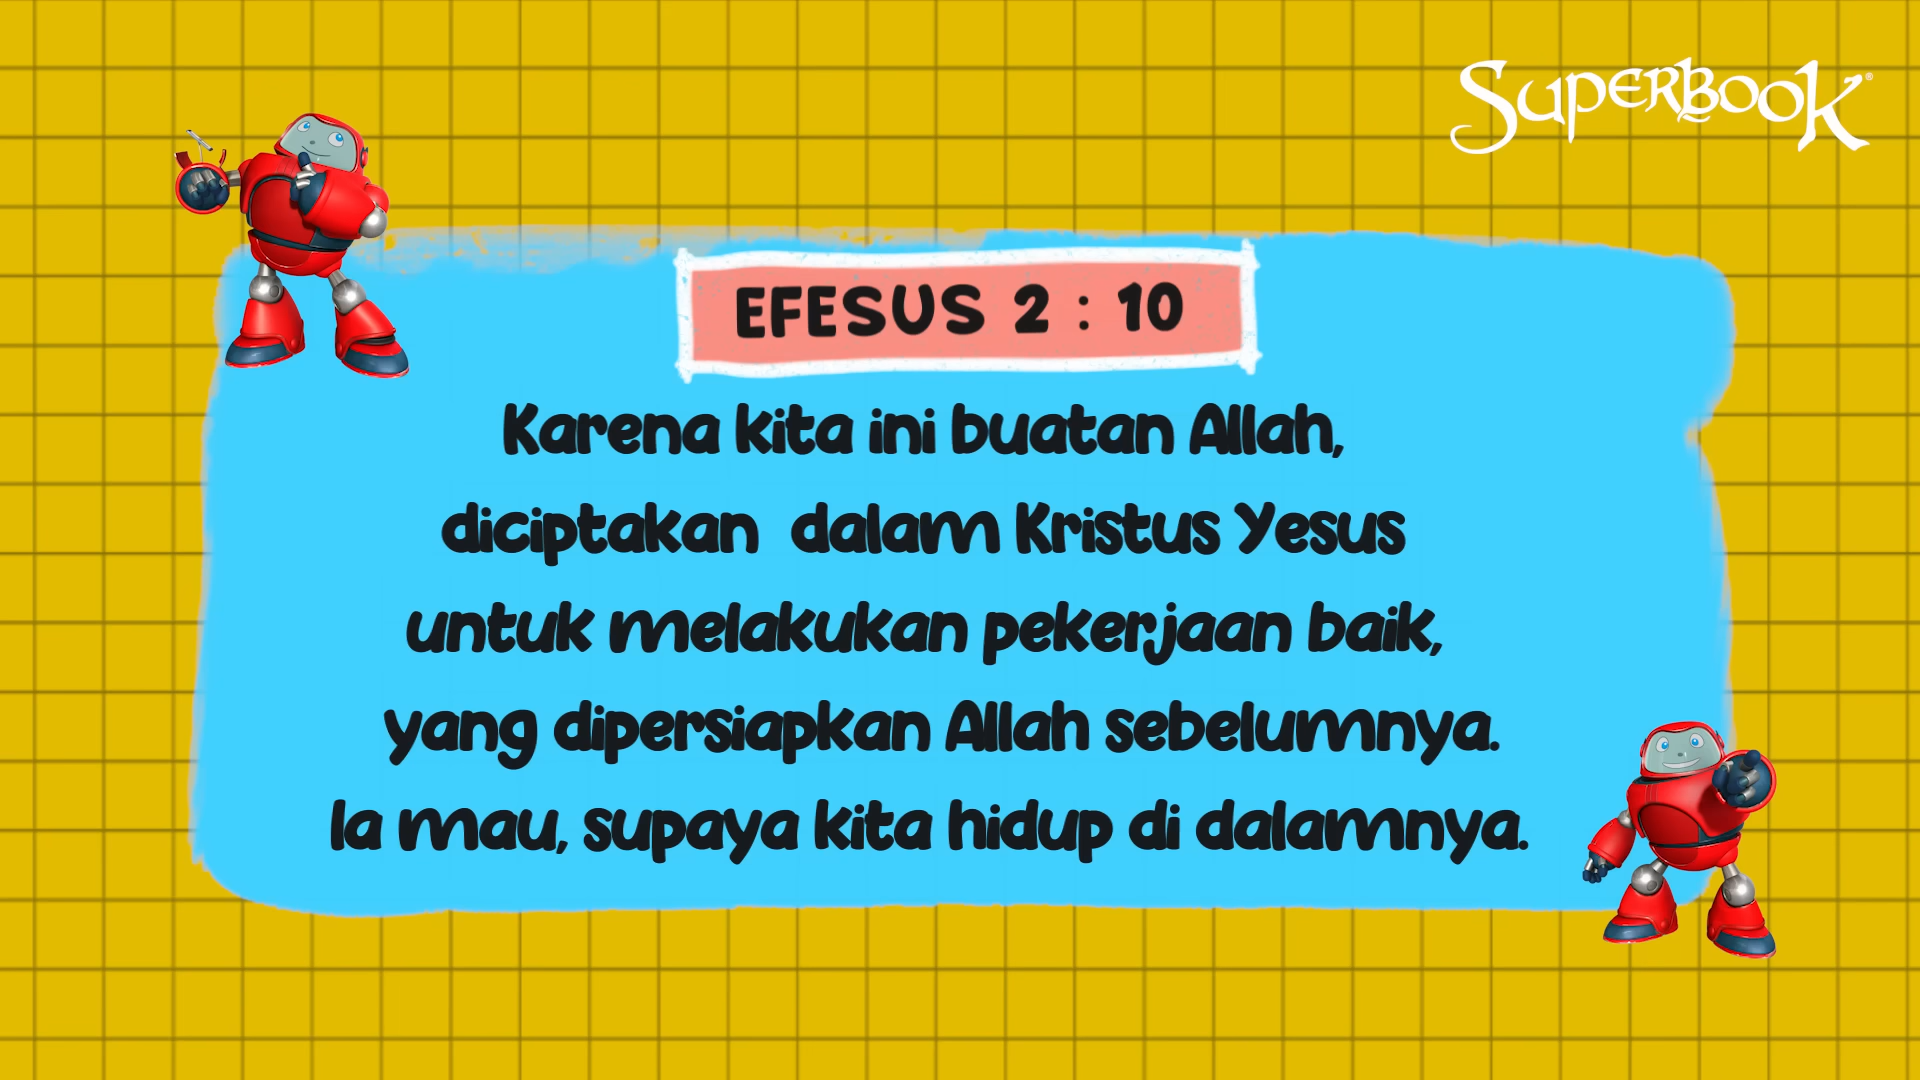 SUPERBOOK®
EFESUS 2 : 10
Karena kita ini buatan Allah,
diciptakan dalam Kristus Yesus
untuk melakukan pekerjaan baik,
yang dipersiapkan Allah sebelumnya.
Ia mau, supaya kita hidup di dalamnya.